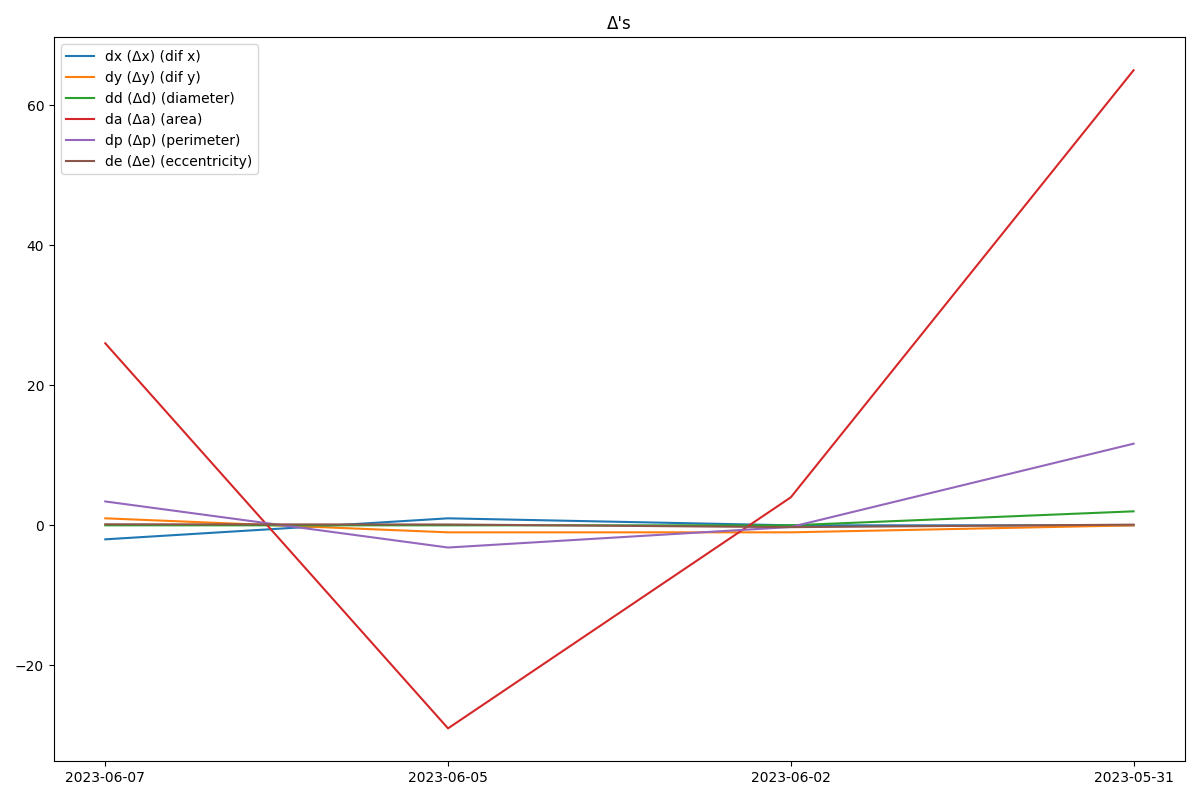 Δ's
dx (Δx) (dif x)
dy (Δy) (dif y)
dd (Δd) (diameter)
da (Δa) (area)
dp (Δp) (perimeter)
de (Δe) (eccentricity)
60
40
20
0
−20
2023-06-07 2023-06-05 2023-06-02 2023-05-31